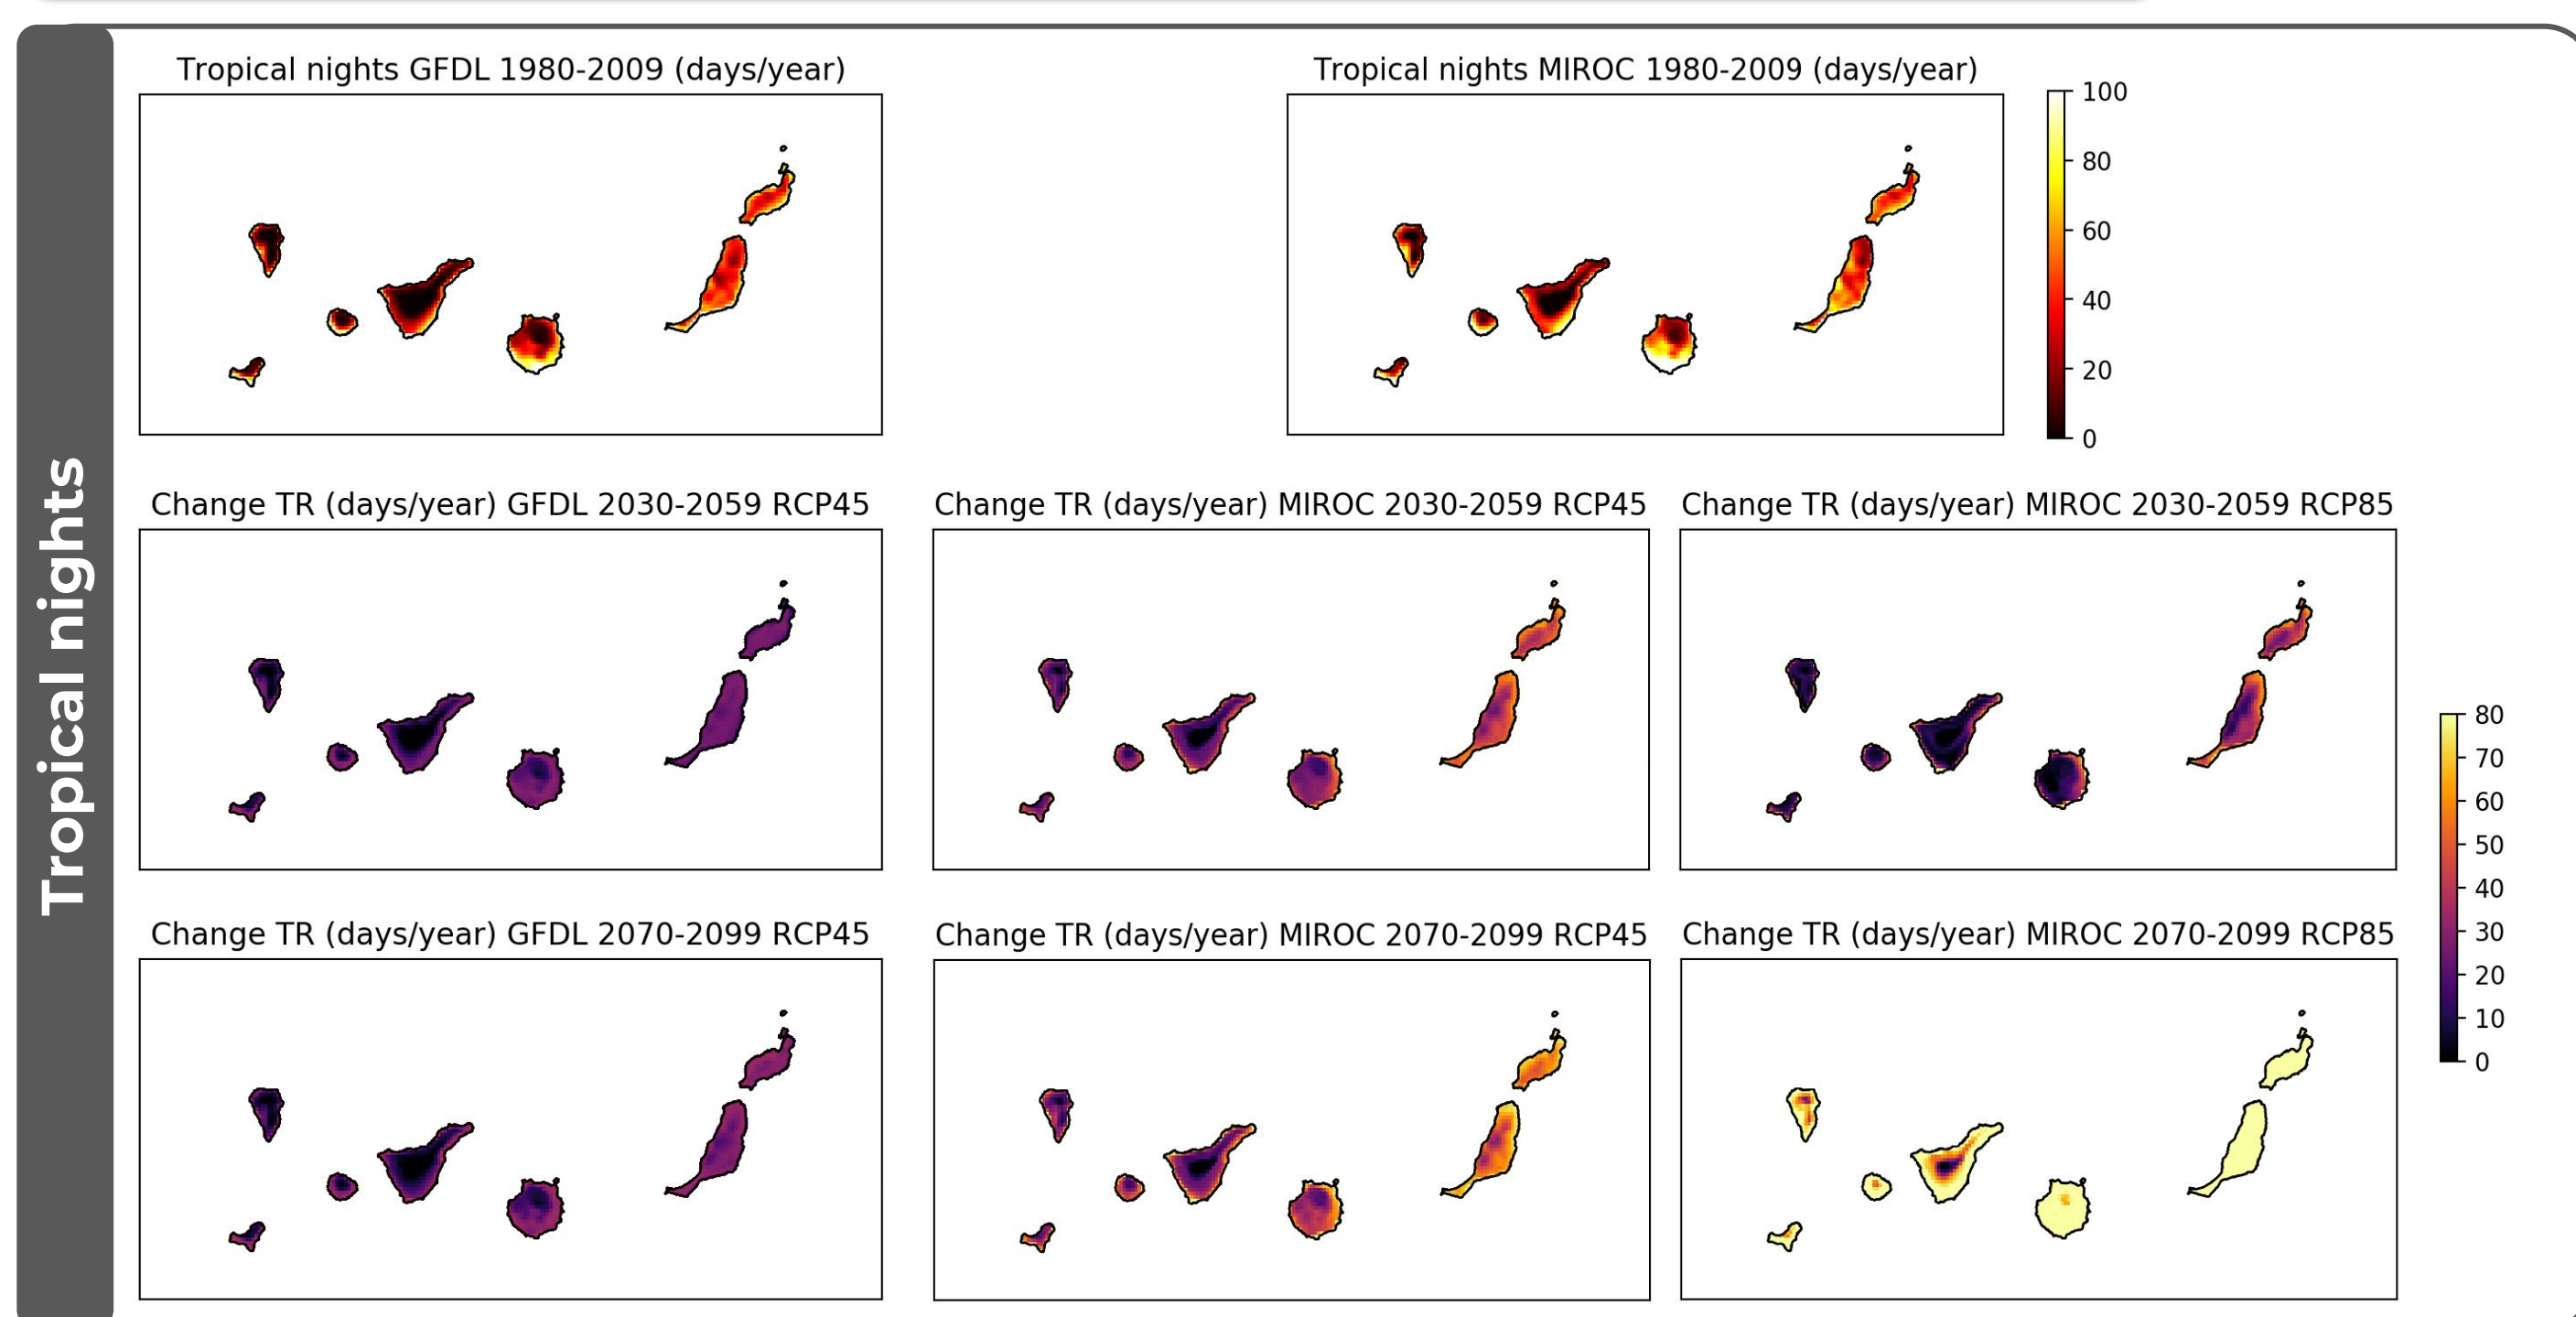 Tropical nights
Tropical nights GFDL 1980-2009 (days/year)
Tropical nights MIROC 1980-2009 (days/year)
100
80
60
40
20
0
Change TR (days/year) GFDL 2030-2059 RCP45
Change TR (days/year) MIROC 2030-2059 RCP45
Change TR (days/year) MIROC 2030-2059 RCP85
80
70
60
50
40
30
20
10
0
Change TR (days/year) GFDL 2070-2099 RCP45
Change TR (days/year) MIROC 2070-2099 RCP45
Change TR (days/year) MIROC 2070-2099 RCP85